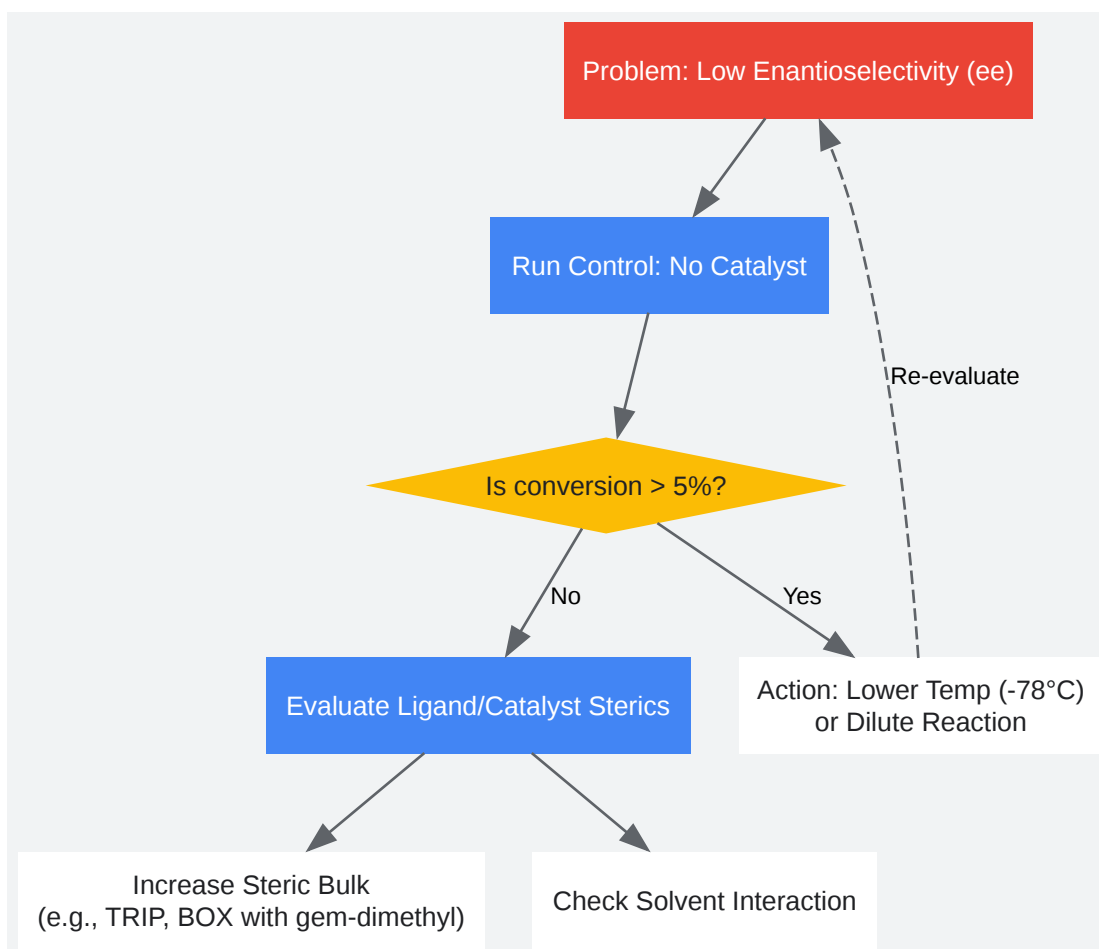 Problem: Low Enantioselectivity (ee)
Run Control: No Catalyst
Re-evaluate
Is conversion > 5%?
No
Yes
Evaluate Ligand/Catalyst Sterics
Action: Lower Temp (-78°C)
or Dilute Reaction
Increase Steric Bulk
(e.g., TRIP, BOX with gem-dimethyl)
Check Solvent Interaction